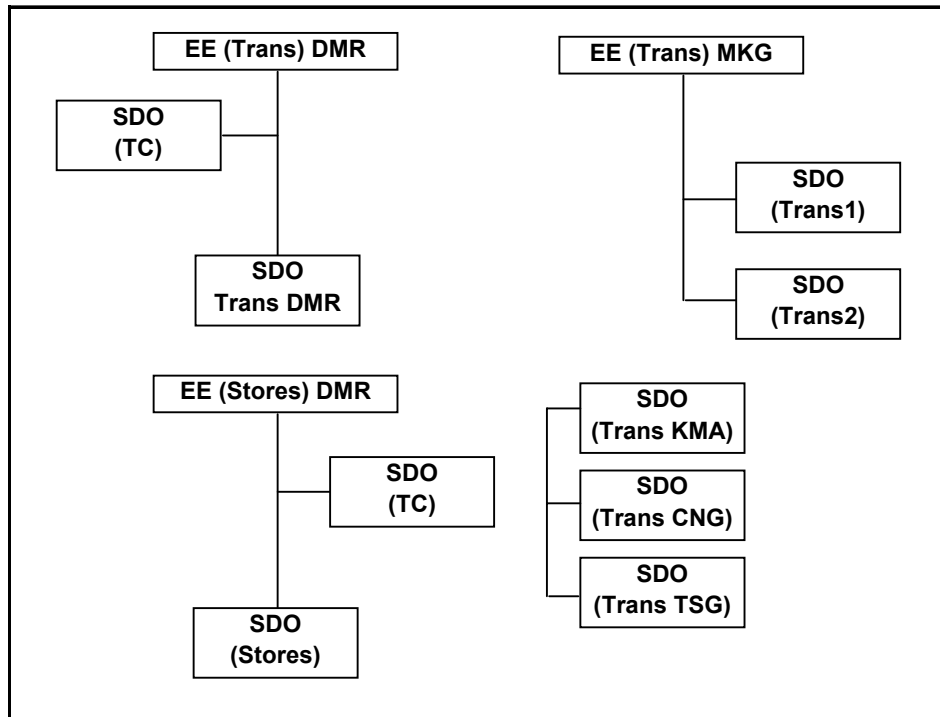 EE (Trans) DMR
SDO
(TC)
SDO
Trans DMR
EE (Trans) MKG
SDO
(Trans1)
SDO
(Trans2)
EE (Stores) DMR
SDO
(TC)
SDO
(Stores)
SDO
(Trans KMA)
SDO
(Trans CNG)
SDO
(Trans TSG)